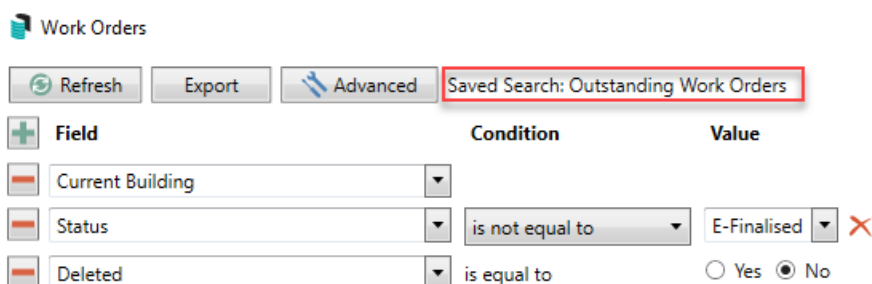 Work Orders
Refresh Export Advanced Saved Search: Outstanding Work Orders
Field Condition Value
Current Building
Status is not equal to E-Finalised
Deleted is equal to Yes No